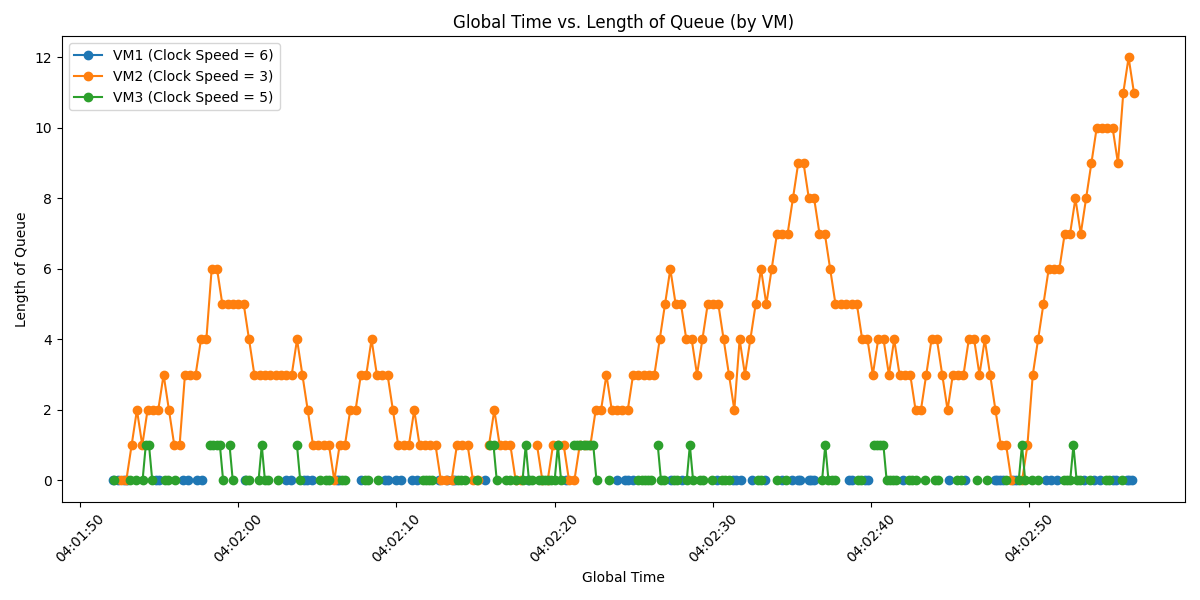 Global Time vs. Length of Queue (by VM)
VM1 (Clock Speed = 6)
VM2 (Clock Speed = 3)
VM3 (Clock Speed = 5)
Length of Queue
12
10
8
6
4
2
0
04:01:50
04:02:00
04:02:10
04:02:20
04:02:30
04:02:40
04:02:50
Global Time